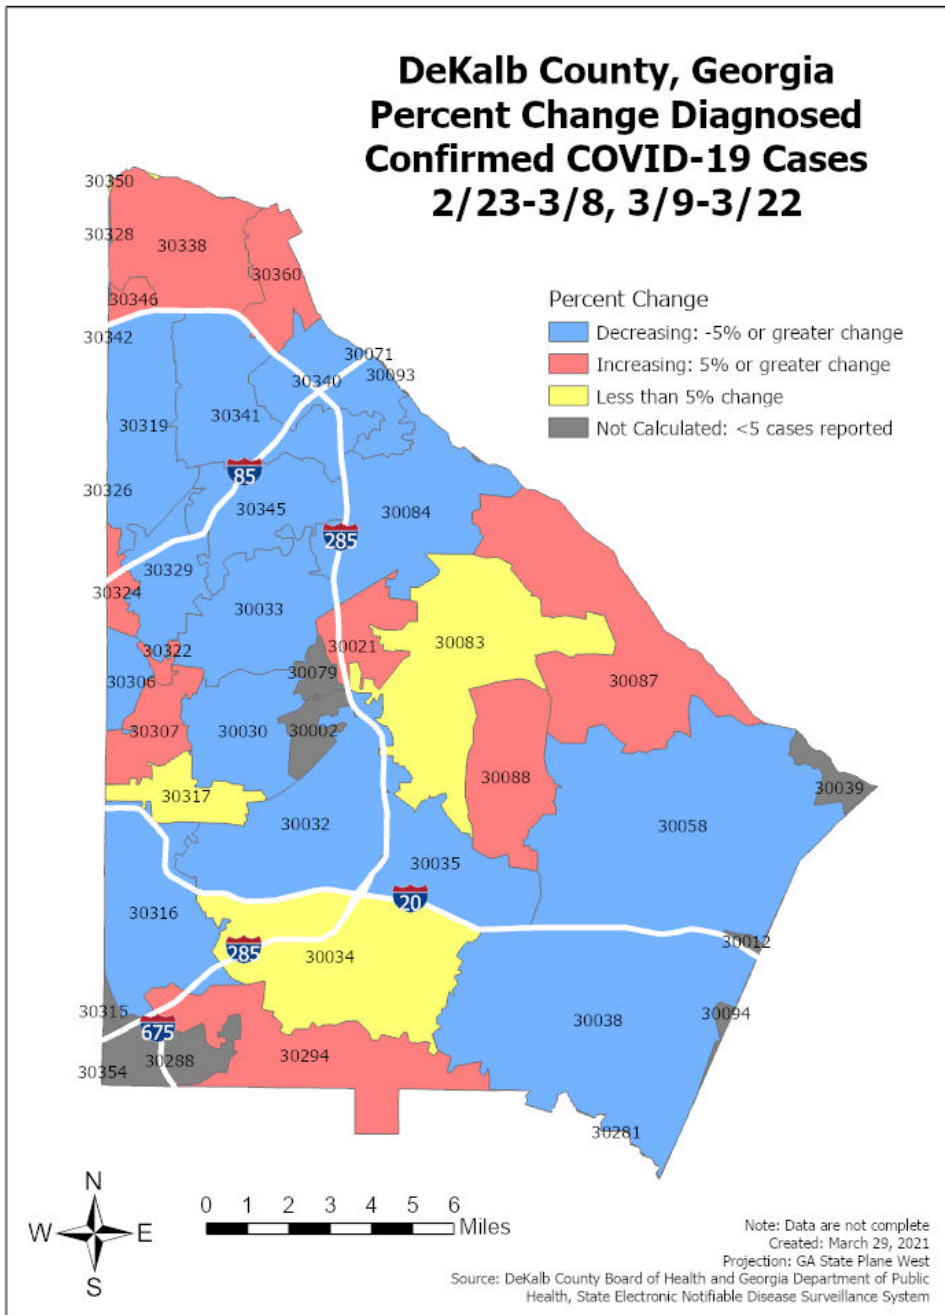 DeKalb County, Georgia
Percent Change Diagnosed
Confirmed COVID-19 Cases
2/23-3/8, 3/9-3/22
Percent Change
Decreasing: -5% or greater change
Increasing: 5% or greater change
Less than 5% change
Not Calculated: <5 cases reported
30350
30328
30338
30360
30346
30342
30071
30340
30093
30341
30319
85
30326
30345
30084
285
30329
30324
30033
30322
30021
30083
30079
30306
30087
30307
30030
30002
30088
30039
30317
30032
30058
30035
20
30316
30012
285
30034
30315
30094
30038
675
30294
30288
30354
30281
N
W
E
S
0 1 2 3 4 5 6
Miles
Note: Data are not complete
Created: March 29, 2021
Projection: GA State Plane West
Source: DeKalb County Board of Health and Georgia Department of Public
Health, State Electronic Notifiable Disease Surveillance System